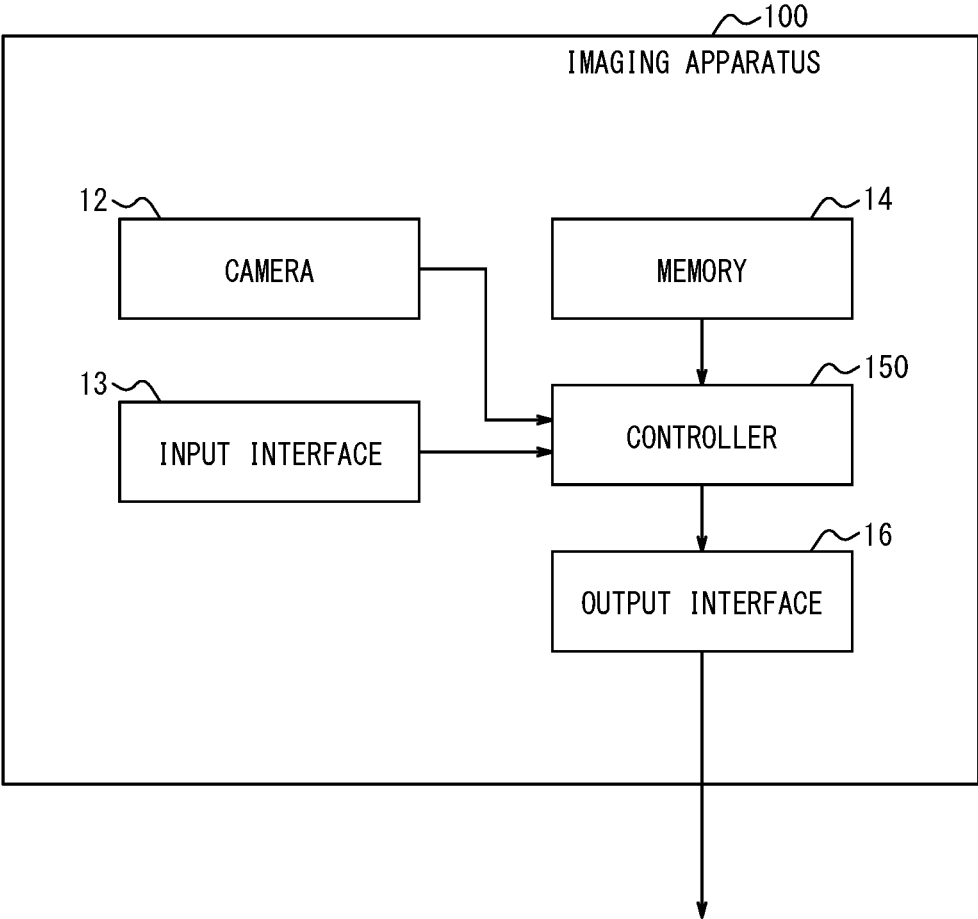 100
IMAGING APPARATUS
12
CAMERA
14
MEMORY
13
INPUT INTERFACE
150
CONTROLLER
16
OUTPUT INTERFACE